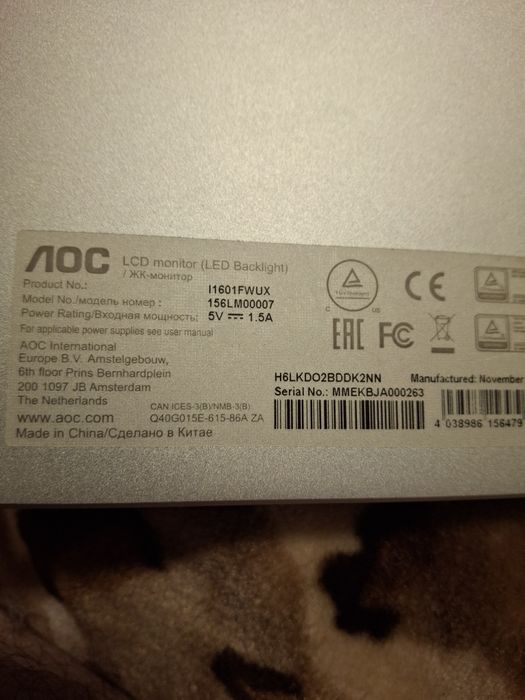 AOC LCD monitor (LED Backlight)
/ ЖК-монитор
Product No.: I1601FWUX
Model No./модель номер : 156LM00007
Power Rating/Входная мощность: 5V 1.5A
For applicable power supplies see user manual
AOC International
Europe B.V. Amstelgebouw,
6th floor Prins Bernhardplein
200 1097 JB Amsterdam
The Netherlands
www.aoc.com
Made in China/Сделано в Китае
CAN ICES-3(B)/NMB-3(B)
Q40G015E-615-86A ZA
TÜVRheinland
C US
CE
EAC FC
H6LKDO2BDDK2NN Manufactured: November
Serial No.: MMEKBJA000263
4 038986 156479